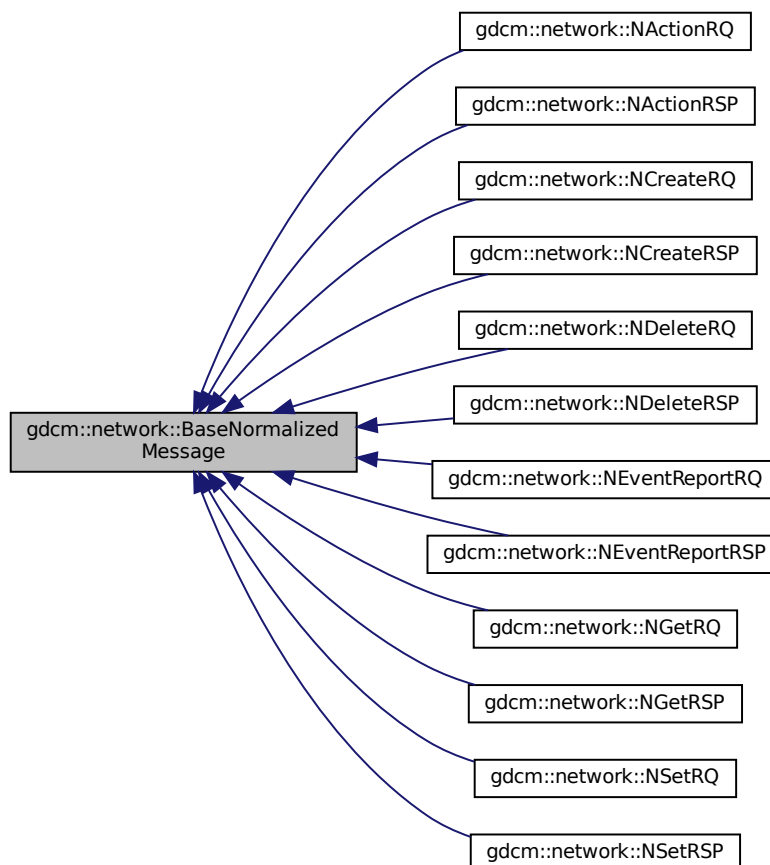 gdcm::network::NActionRQ
gdcm::network::NActionRSP
gdcm::network::NCreateRQ
gdcm::network::NCreateRSP
gdcm::network::NDeleteRQ
gdcm::network::NDeleteRSP
gdcm::network::BaseNormalized
Message
gdcm::network::NEventReportRQ
gdcm::network::NEventReportRSP
gdcm::network::NGetRQ
gdcm::network::NGetRSP
gdcm::network::NSetRQ
gdcm::network::NSetRSP